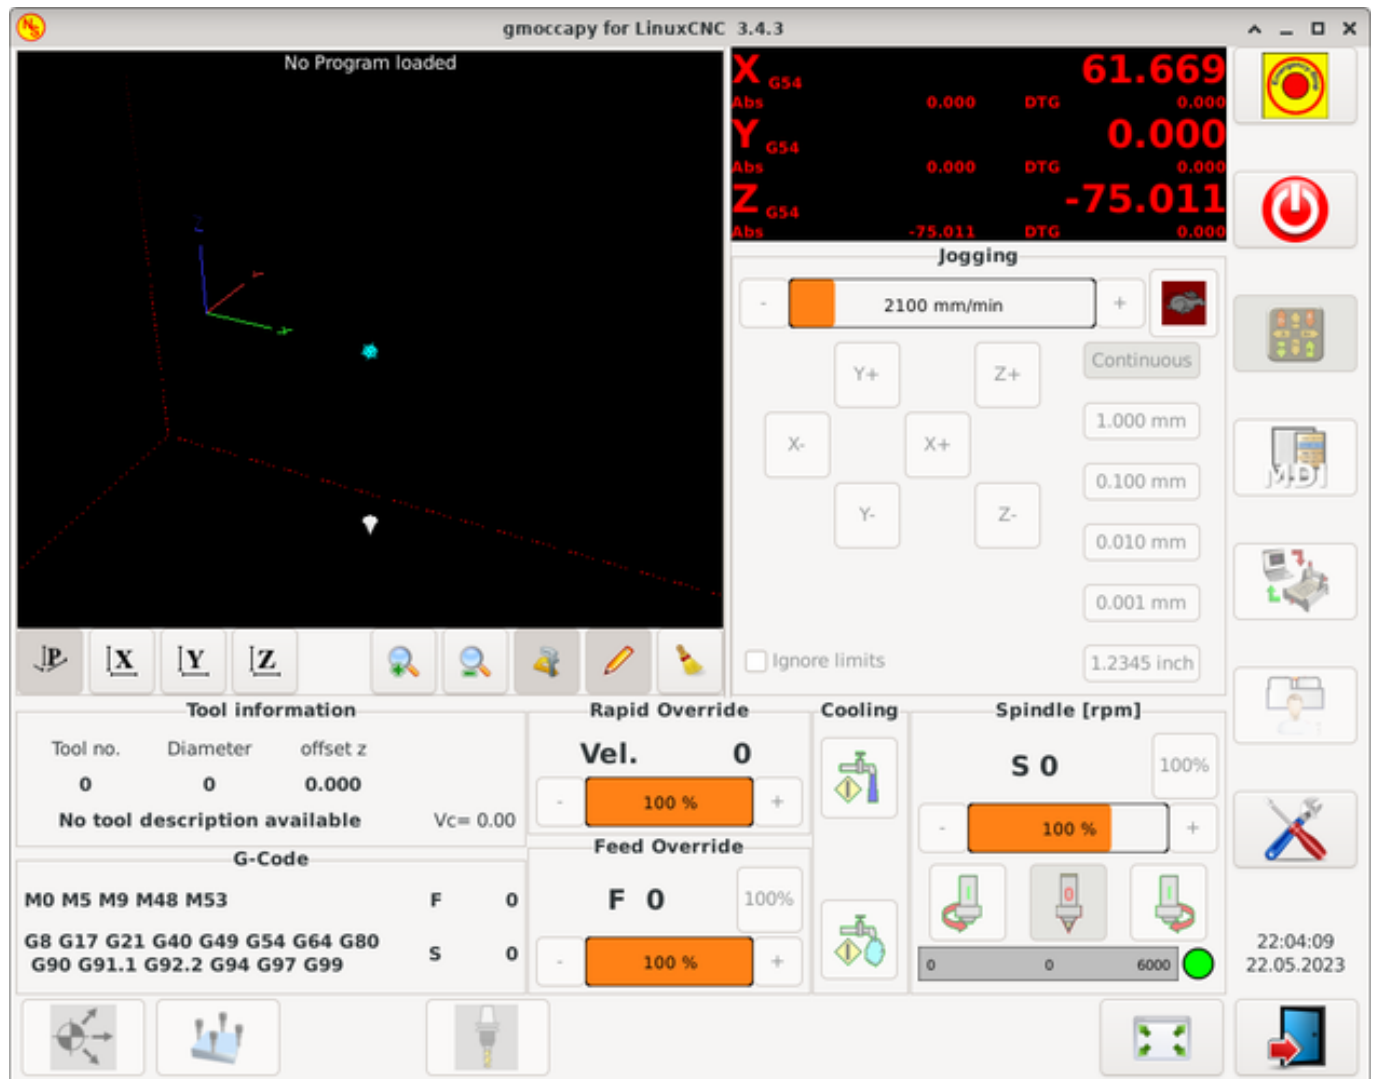 gmoccapy for LinuxCNC 3.4.3
No Program loaded
X G54 61.669
Abs 0.000 DTG 0.000
Y G54 0.000
Abs 0.000 DTG 0.000
Z G54 -75.011
Abs -75.011 DTG 0.000
Jogging
- 2100 mm/min +
Y+ Z+ Continuous
1.000 mm
X- X+
0.100 mm
Y- Z-
0.010 mm
0.001 mm
Ignore limits 1.2345 inch
MDI
P X Y Z
Tool information
Tool no. Diameter offset z
0 0 0.000
No tool description available Vc= 0.00
G-Code
M0 M5 M9 M48 M53 F 0
G8 G17 G21 G40 G49 G54 G64 G80
G90 G91.1 G92.2 G94 G97 G99
S 0
Rapid Override
Vel. 0
- 100 % +
Feed Override
F 0 100%
- 100 % +
Cooling
Spindle [rpm]
S 0 100%
- 100 % +
I 0 I
0 0 6000
22:04:09
22.05.2023